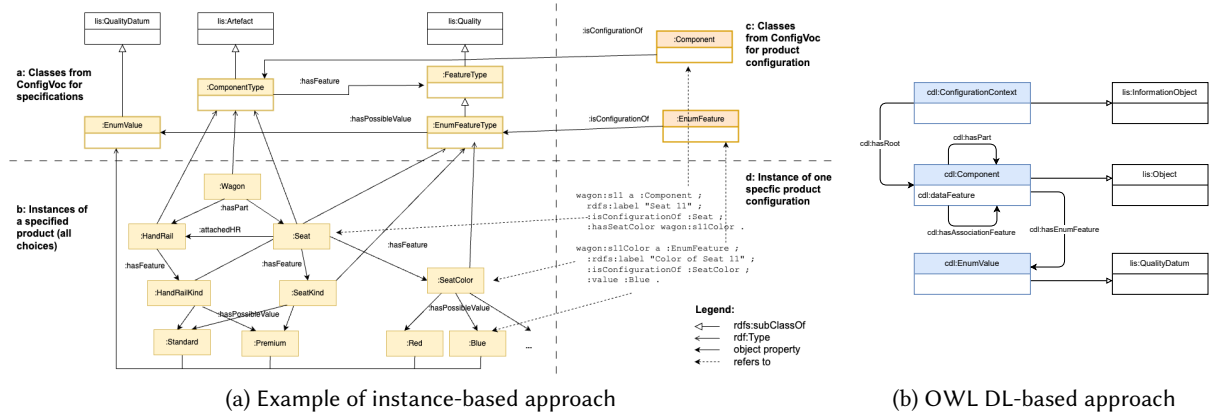 lis:QualityDatum
lis:Artefact
lis:Quality
:isConfigurationOf
:Component
c: Classes
from ConfigVoc
for product
configuration
a: Classes from
ConfigVoc for
specifications
:ComponentType
:hasFeature
:FeatureType
:EnumValue
:hasPossibleValue
:EnumFeatureType
:isConfigurationOf
:EnumFeature
b: Instances of
a specified
product (all
choices)
:Wagon
:hasPart
:HandRail
:attachedHR
:Seat
:hasFeature
:hasFeature
:hasFeature
:HandRailKind
:SeatKind
:SeatColor
:hasPossibleValue
:hasPossibleValue
:Standard
:Premium
:Red
:Blue
...
d: Instance of one
specfic product
configuration
wagon:sll a :Component ;
rdfs:label "Seat 11" ;
:isConfigurationOf :Seat ;
:hasSeatColor wagon:sllColor .
wagon:sllColor a :EnumFeature ;
:rdfs:label "Color of Seat 11" ;
:isConfigurationOf :SeatColor ;
:value :Blue .
Legend:
rdfs:subClassOf
rdf:Type
object property
refers to
(a) Example of instance-based approach
cdl:ConfigurationContext
lis:InformationObject
cdl:hasRoot
cdl:hasPart
cdl:Component
lis:Object
cdl:dataFeature
cdl:hasAssociationFeature
cdl:hasEnumFeature
cdl:EnumValue
lis:QualityDatum
(b) OWL DL-based approach